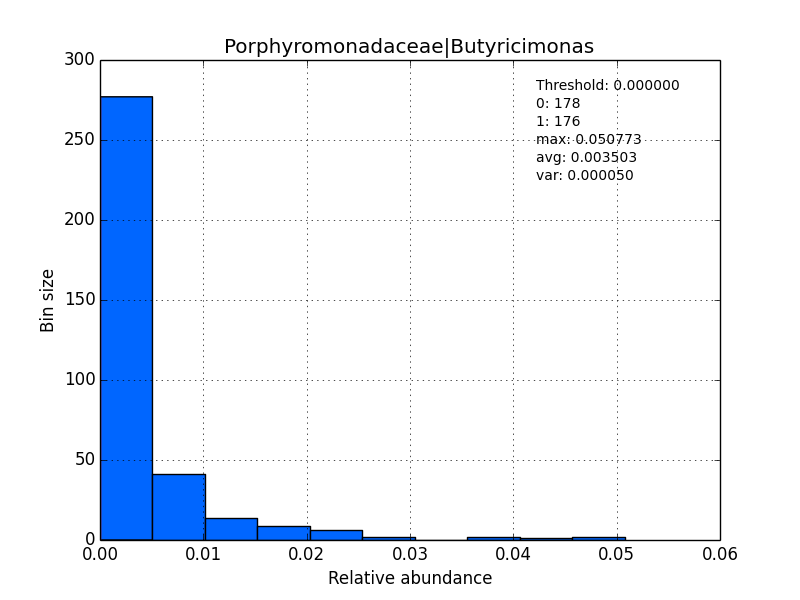 Porphyromonadaceae|Butyricimonas
Threshold: 0.000000
0: 178
1: 176
max: 0.050773
avg: 0.003503
var: 0.000050
300
250
200
150
100
50
0
Bin size
0.00 0.01 0.02 0.03 0.04 0.05 0.06
Relative abundance